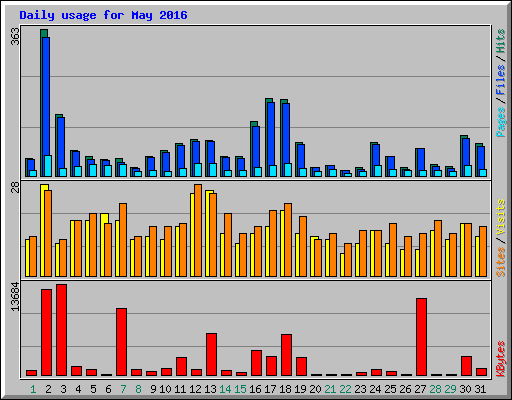 Daily usage for May 2016
363
28
13684
Pages / Files / Hits
Sites / Visits
KBytes
1 2 3 4 5 6 7 8 9 10 11 12 13 14 15 16 17 18 19 20 21 22 23 24 25 26 27 28 29 30 31